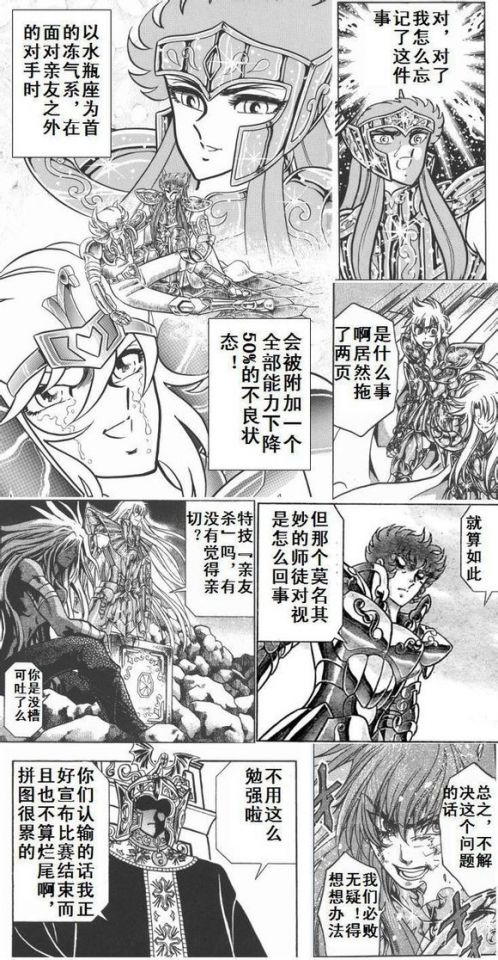 对，对了
我怎么忘
记了这件
事
以水瓶座为首
的冻气系，在
面对亲友之外
的对手时
会被附加一个
全部能力下降
50%的不良状
态！
是什么事
啊居然拖
了两页
就算如此
但那个莫名其
妙的师徒对视
是怎么回事
特技『亲友
杀』吗，有
没有觉得亲
切？
你是没槽
可吐了么
总之，不解
决这个问题
的话
我们必败
无疑！得
想想办法
不用这么
勉强啦
你们认输的话我正
好宣布比赛结束而
且也不算烂尾啊，
拼图很累的